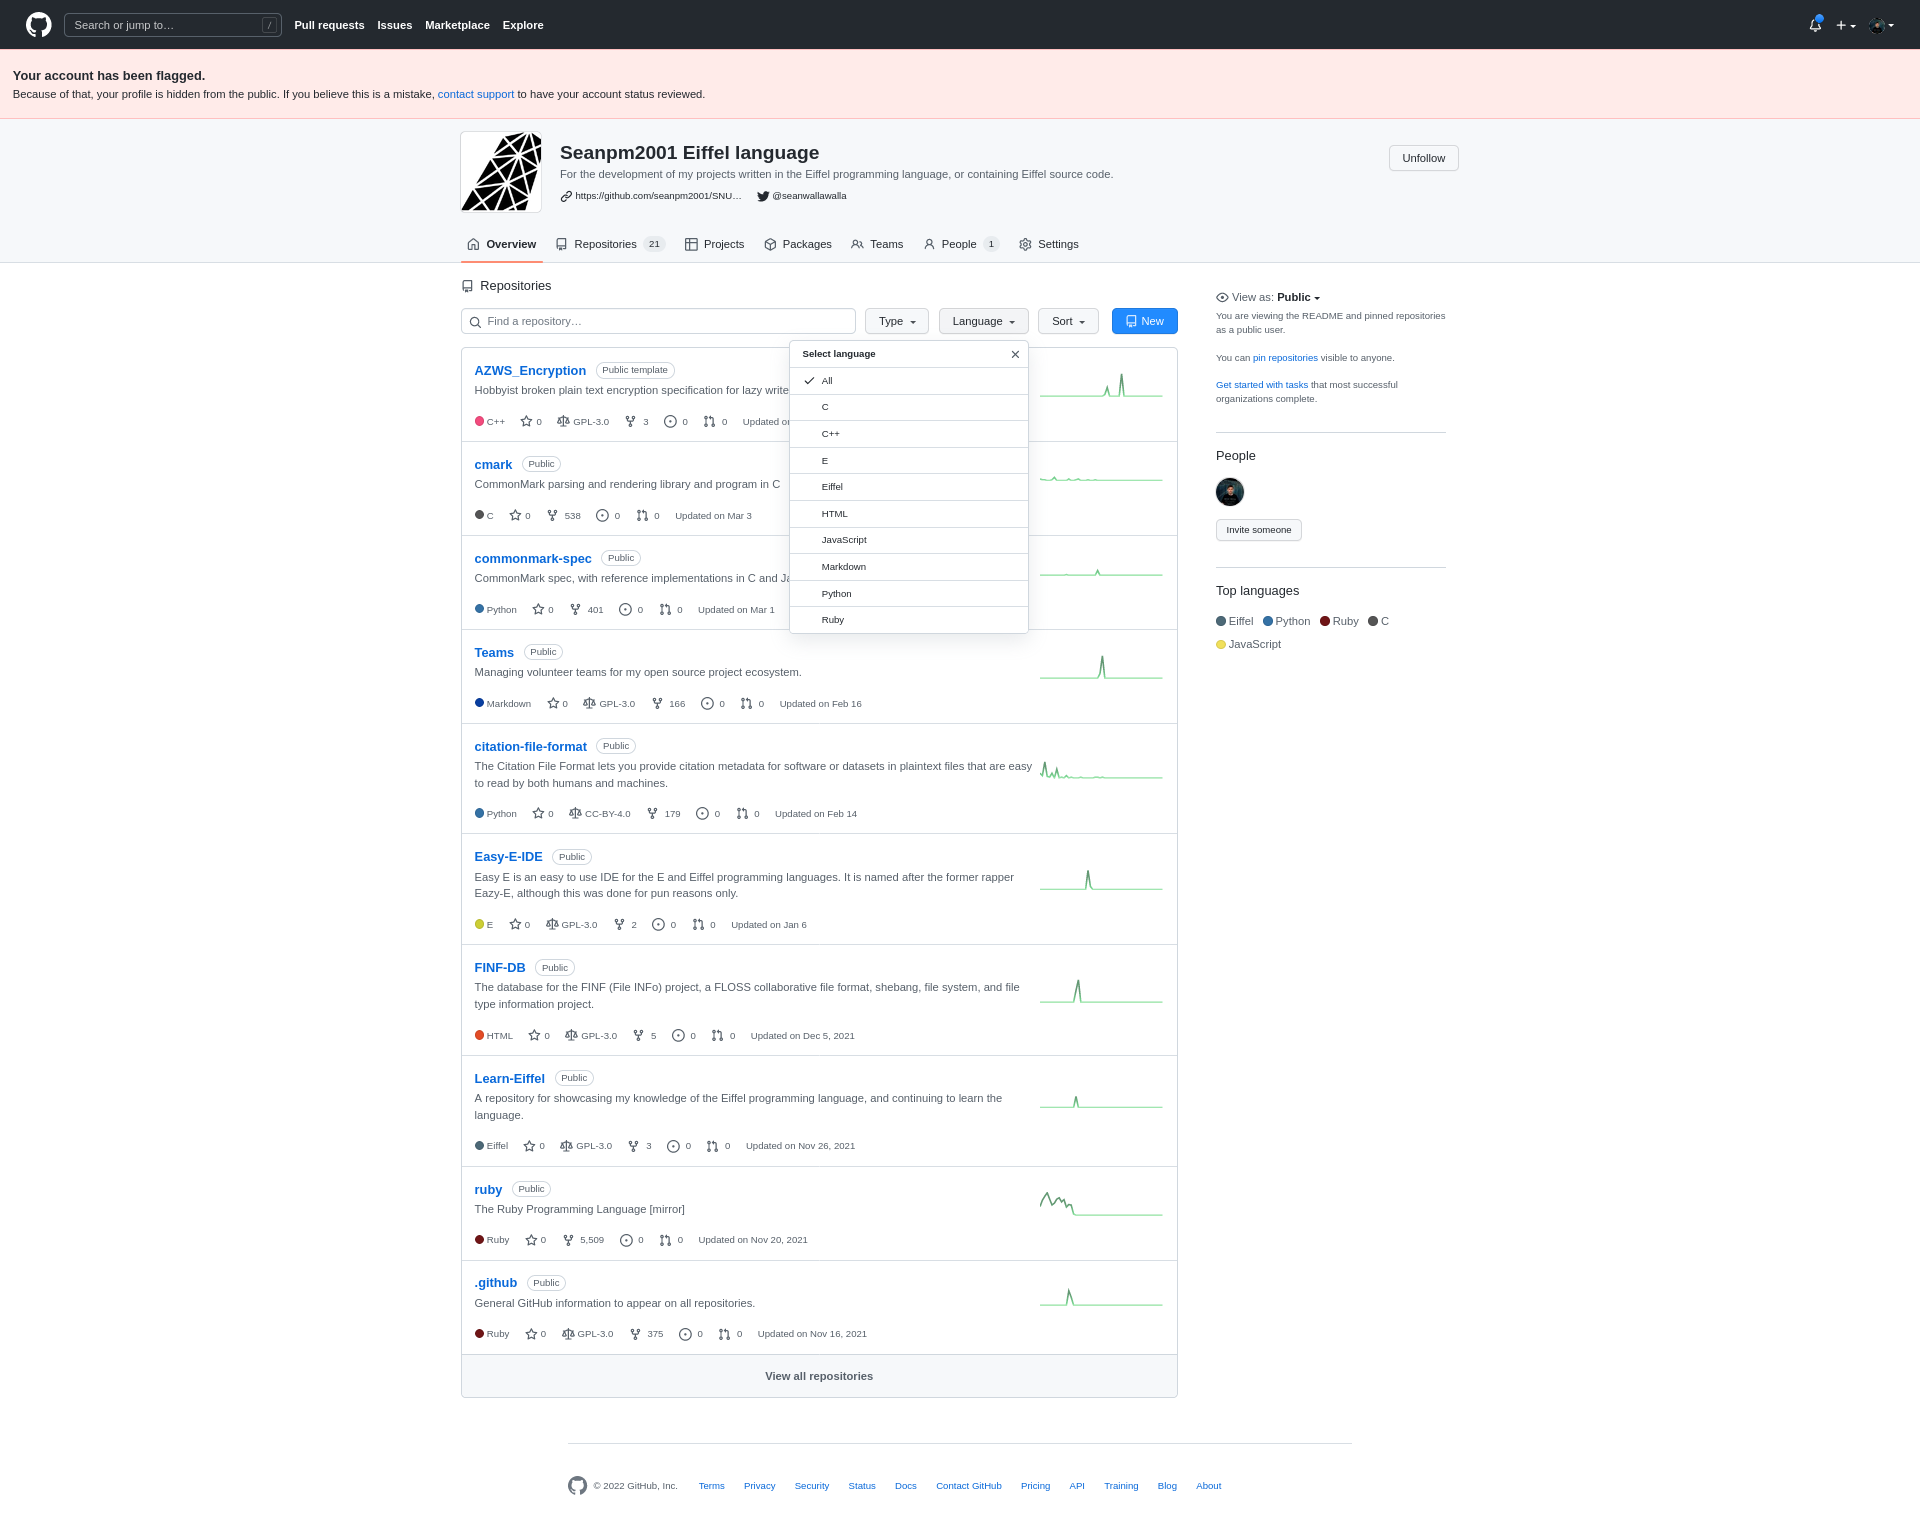 Search or jump to… / Pull requests Issues Marketplace Explore
Your account has been flagged.
Because of that, your profile is hidden from the public. If you believe this is a mistake, contact support to have your account status reviewed.
Seanpm2001 Eiffel language
For the development of my projects written in the Eiffel programming language, or containing Eiffel source code.
https://github.com/seanpm2001/SNU… @seanwallawalla
Unfollow
Overview Repositories 21 Projects Packages Teams People 1 Settings
Repositories
Find a repository… Type Language Sort New
Select language
All
C
C++
E
Eiffel
HTML
JavaScript
Markdown
Python
Ruby
AZWS_Encryption Public template
Hobbyist broken plain text encryption specification for lazy write
C++ 0 GPL-3.0 3 0 0 Updated
cmark Public
CommonMark parsing and rendering library and program in C
C 0 538 0 0 Updated on Mar 3
commonmark-spec Public
CommonMark spec, with reference implementations in C and
Python 0 401 0 0 Updated on Mar 1
Teams Public
Managing volunteer teams for my open source project ecosystem.
Markdown 0 GPL-3.0 166 0 0 Updated on Feb 16
citation-file-format Public
The Citation File Format lets you provide citation metadata for software or datasets in plaintext files that are easy
to read by both humans and machines.
Python 0 CC-BY-4.0 179 0 0 Updated on Feb 14
Easy-E-IDE Public
Easy E is an easy to use IDE for the E and Eiffel programming languages. It is named after the former rapper
Eazy-E, although this was done for pun reasons only.
E 0 GPL-3.0 2 0 0 Updated on Jan 6
FINF-DB Public
The database for the FINF (File INFo) project, a FLOSS collaborative file format, shebang, file system, and file
type information project.
HTML 0 GPL-3.0 5 0 0 Updated on Dec 5, 2021
Learn-Eiffel Public
A repository for showcasing my knowledge of the Eiffel programming language, and continuing to learn the
language.
Eiffel 0 GPL-3.0 3 0 0 Updated on Nov 26, 2021
ruby Public
The Ruby Programming Language [mirror]
Ruby 0 5,509 0 0 Updated on Nov 20, 2021
.github Public
General GitHub information to appear on all repositories.
Ruby 0 GPL-3.0 375 0 0 Updated on Nov 16, 2021
View all repositories
View as: Public
You are viewing the README and pinned repositories
as a public user.
You can pin repositories visible to anyone.
Get started with tasks that most successful
organizations complete.
People
Invite someone
Top languages
Eiffel Python Ruby C
JavaScript
© 2022 GitHub, Inc. Terms Privacy Security Status Docs Contact GitHub Pricing API Training Blog About